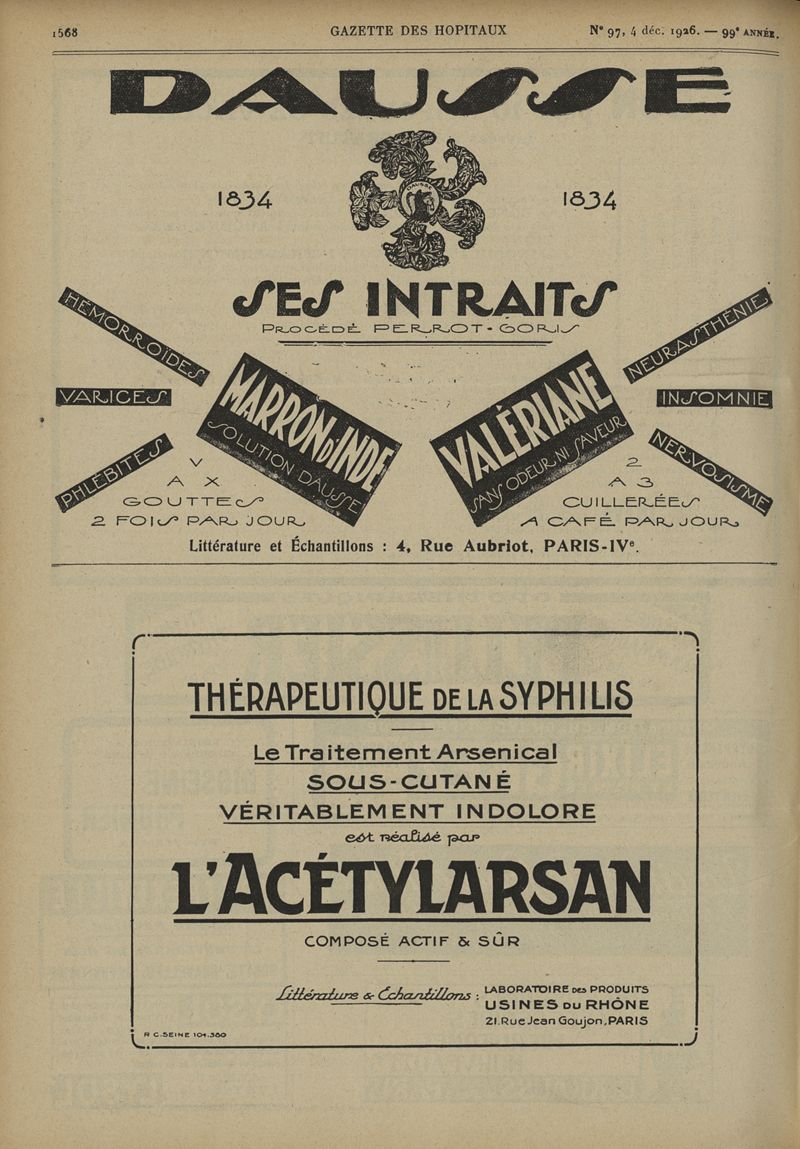 1568 GAZETTE DES HOPITAUX N° 97, 4 déc. 1926. — 99e ANNÉE.
DAUSSE
DAUSSE
1834 1834
SES INTRAITS
PROCÉDÉ PERROT-GORIS
HÉMORROIDES
VARICES
PHLÉBITES
MARRON D'INDE
SOLUTION DAUSSE
V
A X
GOUTTES
2 FOIS PAR JOUR
VALÉRIANE
SANS ODEUR NI SAVEUR
NEURASTHÉNIE
INSOMNIE
NERVOSISME
2
A 3
CUILLERÉES
A CAFÉ PAR JOUR
Littérature et Échantillons : 4, Rue Aubriot, PARIS-IVe.
THÉRAPEUTIQUE DE LA SYPHILIS
Le Traitement Arsenical
SOUS-CUTANÉ
VÉRITABLEMENT INDOLORE
est réalisé par
L'ACÉTYLARSAN
COMPOSÉ ACTIF & SÛR
Littérature & Échantillons :
LABORATOIRE DES PRODUITS
USINES DU RHÔNE
21, Rue Jean Goujon, PARIS
R C. SEINE 104.380